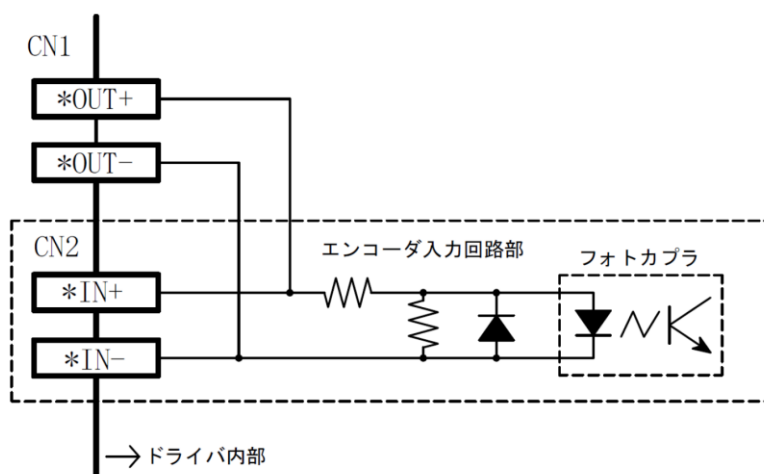 CN1
*OUT+
*OUT-
CN2
エンコーダ入力回路部
フォトカプラ
*IN+
*IN-
ドライバ内部